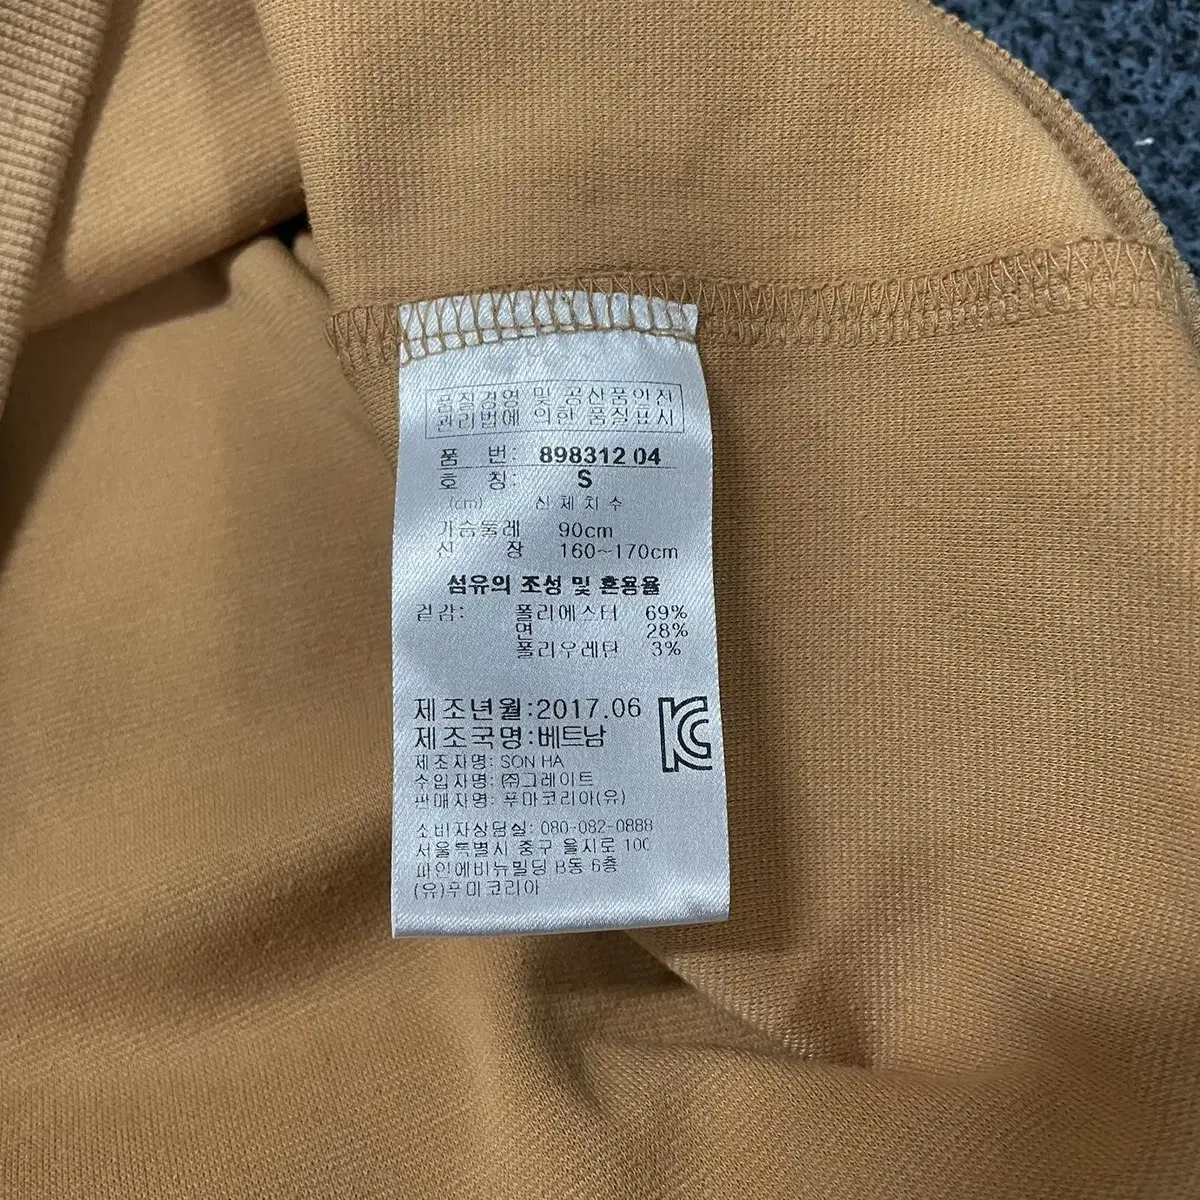 품질경영 및 공산품안전
관리법에 의한 품질표시
품 번: 898312 04
호 칭: S
(cm) 신체치수
가슴둘레 90cm
신 장 160~170cm
섬유의 조성 및 혼용율
겉감: 폴리에스터 69%
면 28%
폴리우레탄 3%
제조년월:2017.06
제조국명:베트남
제조자명: SON HA
수입자명: ㈜그레이트
판매자명: 푸마코리아(유)
소비자상담실: 080-082-0888
서울특별시 중구 을지로 100
파인에비뉴빌딩 B동 6층
(유)푸마코리아
KC